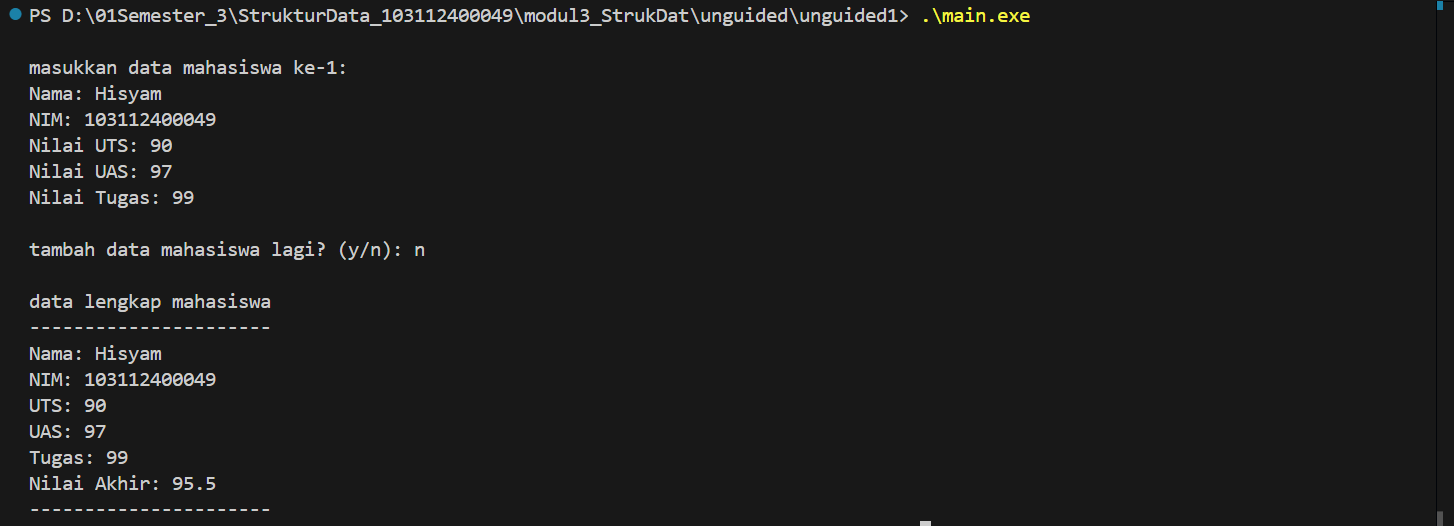 PS D:\01Semester_3\StrukturData_103112400049\modul3_StrukDat\unguided\unguided1> .\main.exe
masukkan data mahasiswa ke-1:
Nama: Hisyam
NIM: 103112400049
Nilai UTS: 90
Nilai UAS: 97
Nilai Tugas: 99
tambah data mahasiswa lagi? (y/n): n
data lengkap mahasiswa
----------------------
Nama: Hisyam
NIM: 103112400049
UTS: 90
UAS: 97
Tugas: 99
Nilai Akhir: 95.5
----------------------